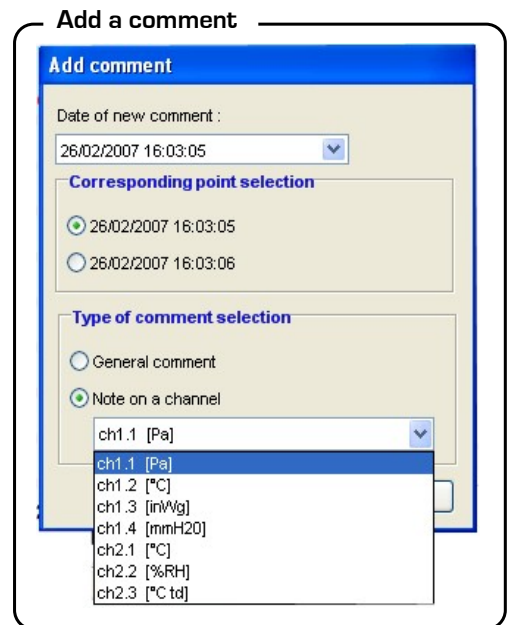 Add a comment
Add comment
Date of new comment :
26/02/2007 16:03:05
Corresponding point selection
26/02/2007 16:03:05
26/02/2007 16:03:06
Type of comment selection
General comment
Note on a channel
ch1.1 [Pa]
ch1.1 [Pa]
ch1.2 [°C]
ch1.3 [inWg]
ch1.4 [mmH20]
ch2.1 [°C]
ch2.2 [%RH]
ch2.3 [°C td]